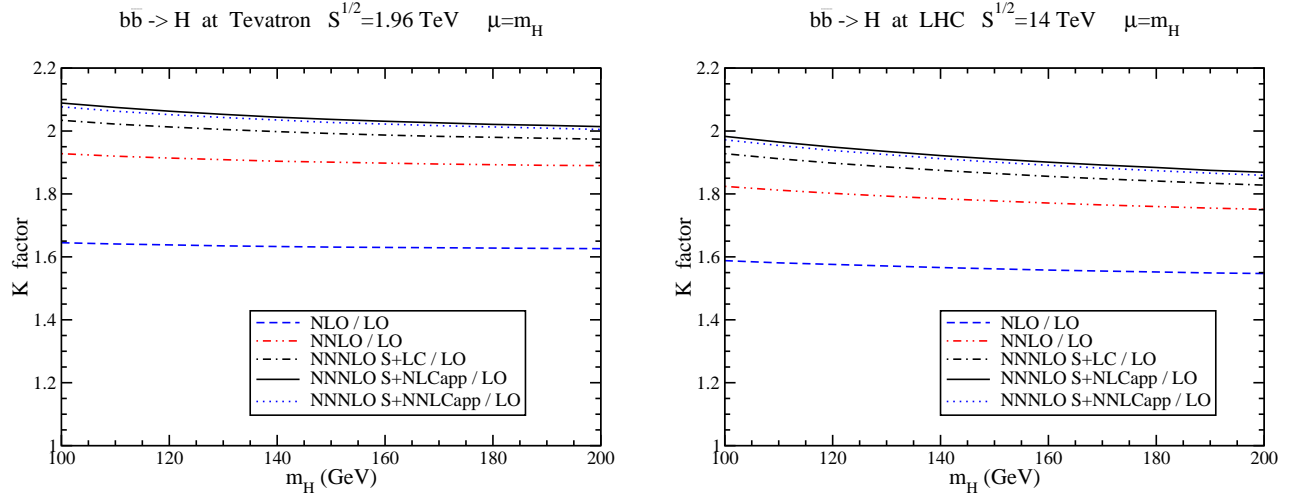 bb̄ -> H at Tevatron S^1/2=1.96 TeV μ=m_H
2.2
2
1.8
1.6
1.4
1.2
1
K factor
NLO / LO
NNLO / LO
NNNLO S+LC / LO
NNNLO S+NLCapp / LO
NNNLO S+NNLCapp / LO
100 120 140 160 180 200
m_H (GeV)
bb̄ -> H at LHC S^1/2=14 TeV μ=m_H
2.2
2
1.8
1.6
1.4
1.2
1
K factor
NLO / LO
NNLO / LO
NNNLO S+LC / LO
NNNLO S+NLCapp / LO
NNNLO S+NNLCapp / LO
100 120 140 160 180 200
m_H (GeV)